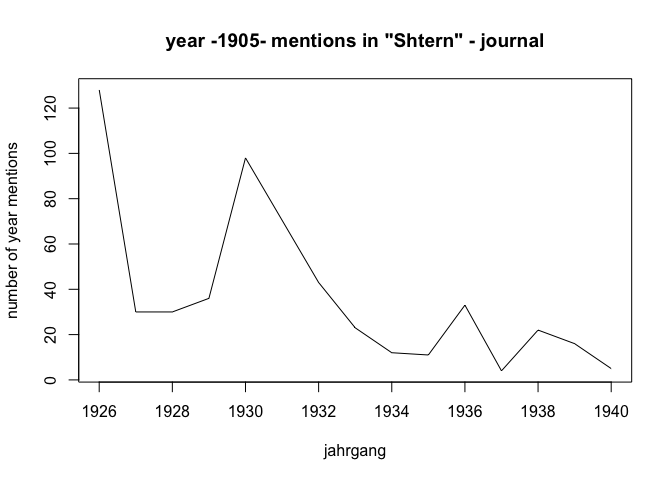 year -1905- mentions in "Shtern" - journal
number of year mentions
120
100
80
60
40
20
0
1926 1928 1930 1932 1934 1936 1938 1940
jahrgang